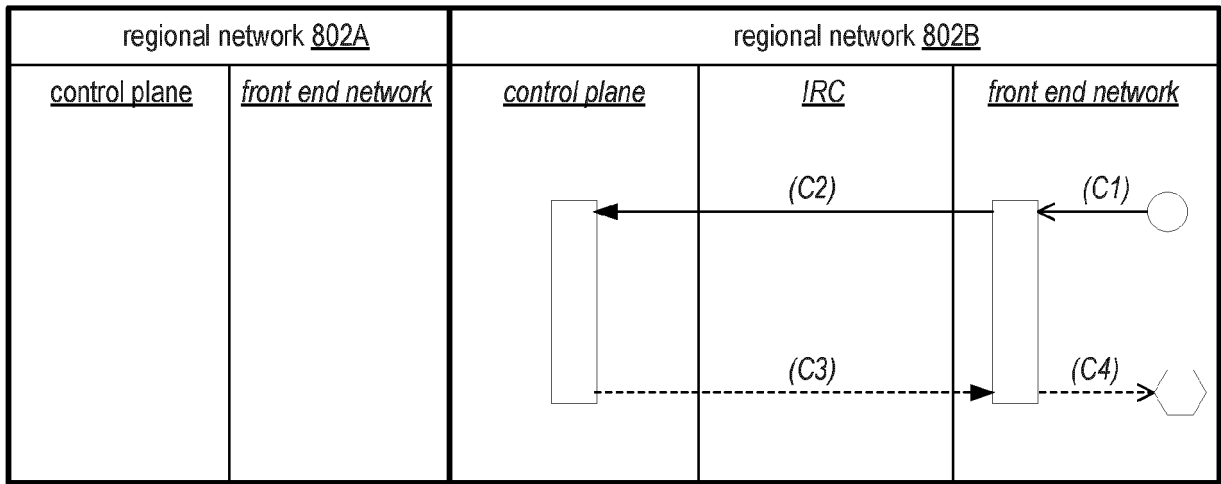 regional network 802A
regional network 802B
control plane
front end network
control plane
IRC
front end network
(C2)
(C1)
(C3)
(C4)